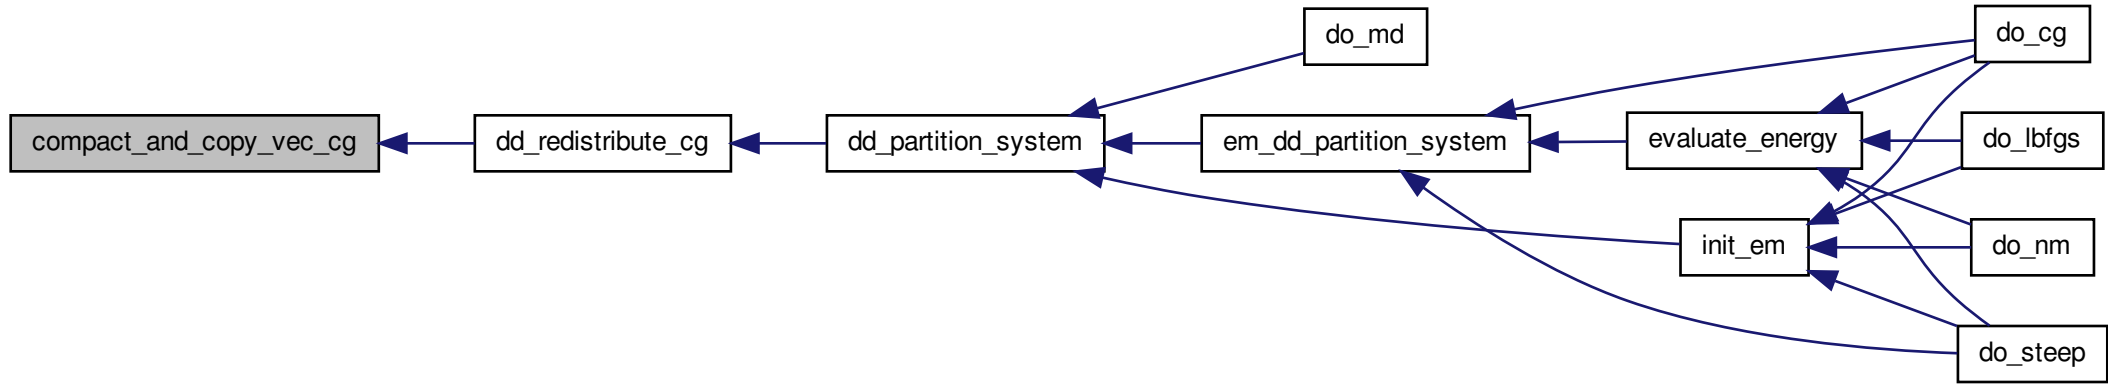 compact_and_copy_vec_cg
dd_redistribute_cg
dd_partition_system
do_md
em_dd_partition_system
evaluate_energy
init_em
do_cg
do_lbfgs
do_nm
do_steep